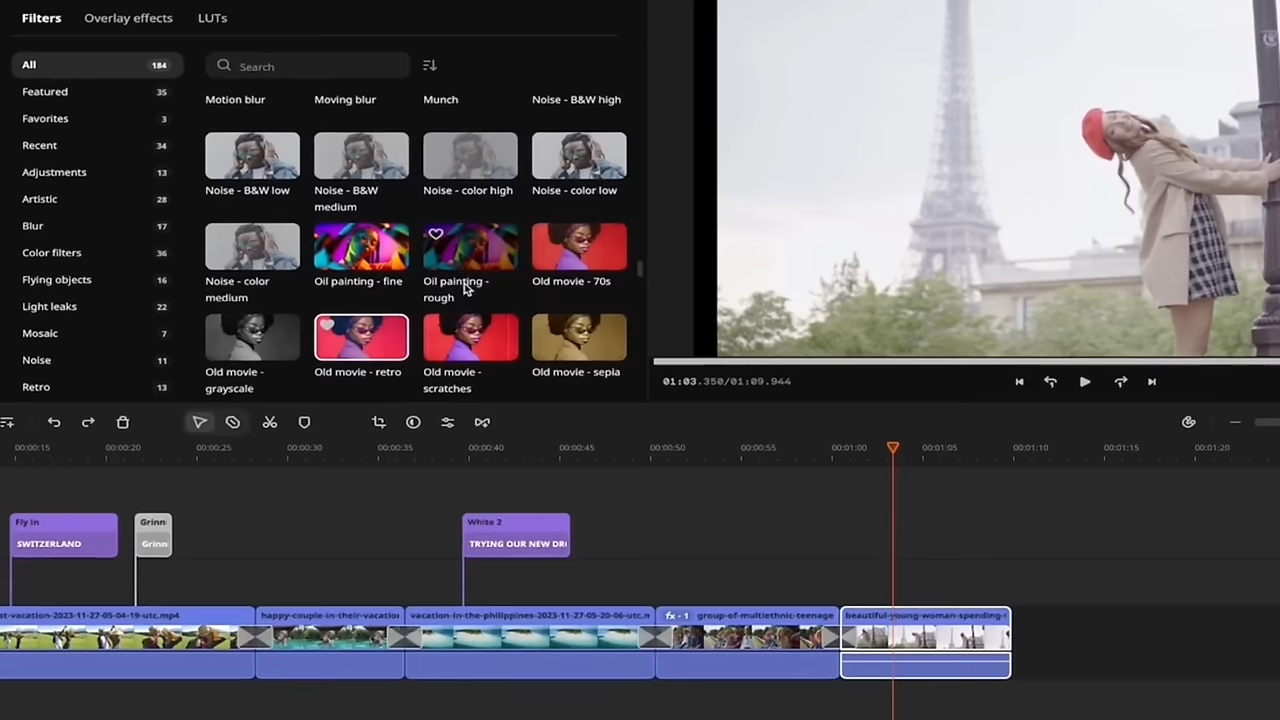 Filters Overlay effects LUTs
All 184
Search
Featured 35
Favorites 3
Recent 34
Adjustments 13
Artistic 28
Blur 17
Color filters 36
Flying objects 16
Light leaks 22
Mosaic 7
Noise 11
Retro 13
Motion blur Moving blur Munch Noise - B&W high
Noise - B&W low Noise - B&W Noise - color high Noise - color low
medium
Noise - color Oil painting - fine Oil painting - Old movie - 70s
medium rough
Old movie - Old movie - retro Old movie - Old movie - sepia
grayscale scratches
01:03.350/01:09.944
00:00:15 00:00:20 00:00:25 00:00:30 00:00:35 00:00:40 00:00:45 00:00:50 00:00:55 00:01:00 00:01:05 00:01:10 00:01:15 00:01:20
Fly in Grinn White 2
SWITZERLAND Grinn TRYING OUR NEW DR
st-vacation-2023-11-27-05-04-19-utc.mp4 happy-couple-in-their-vacation vacation-in-the-philippines-2023-11-27-05-20-06-utc.n fx - 1 group-of-multiethnic-teenage beautiful-young-woman-spending-